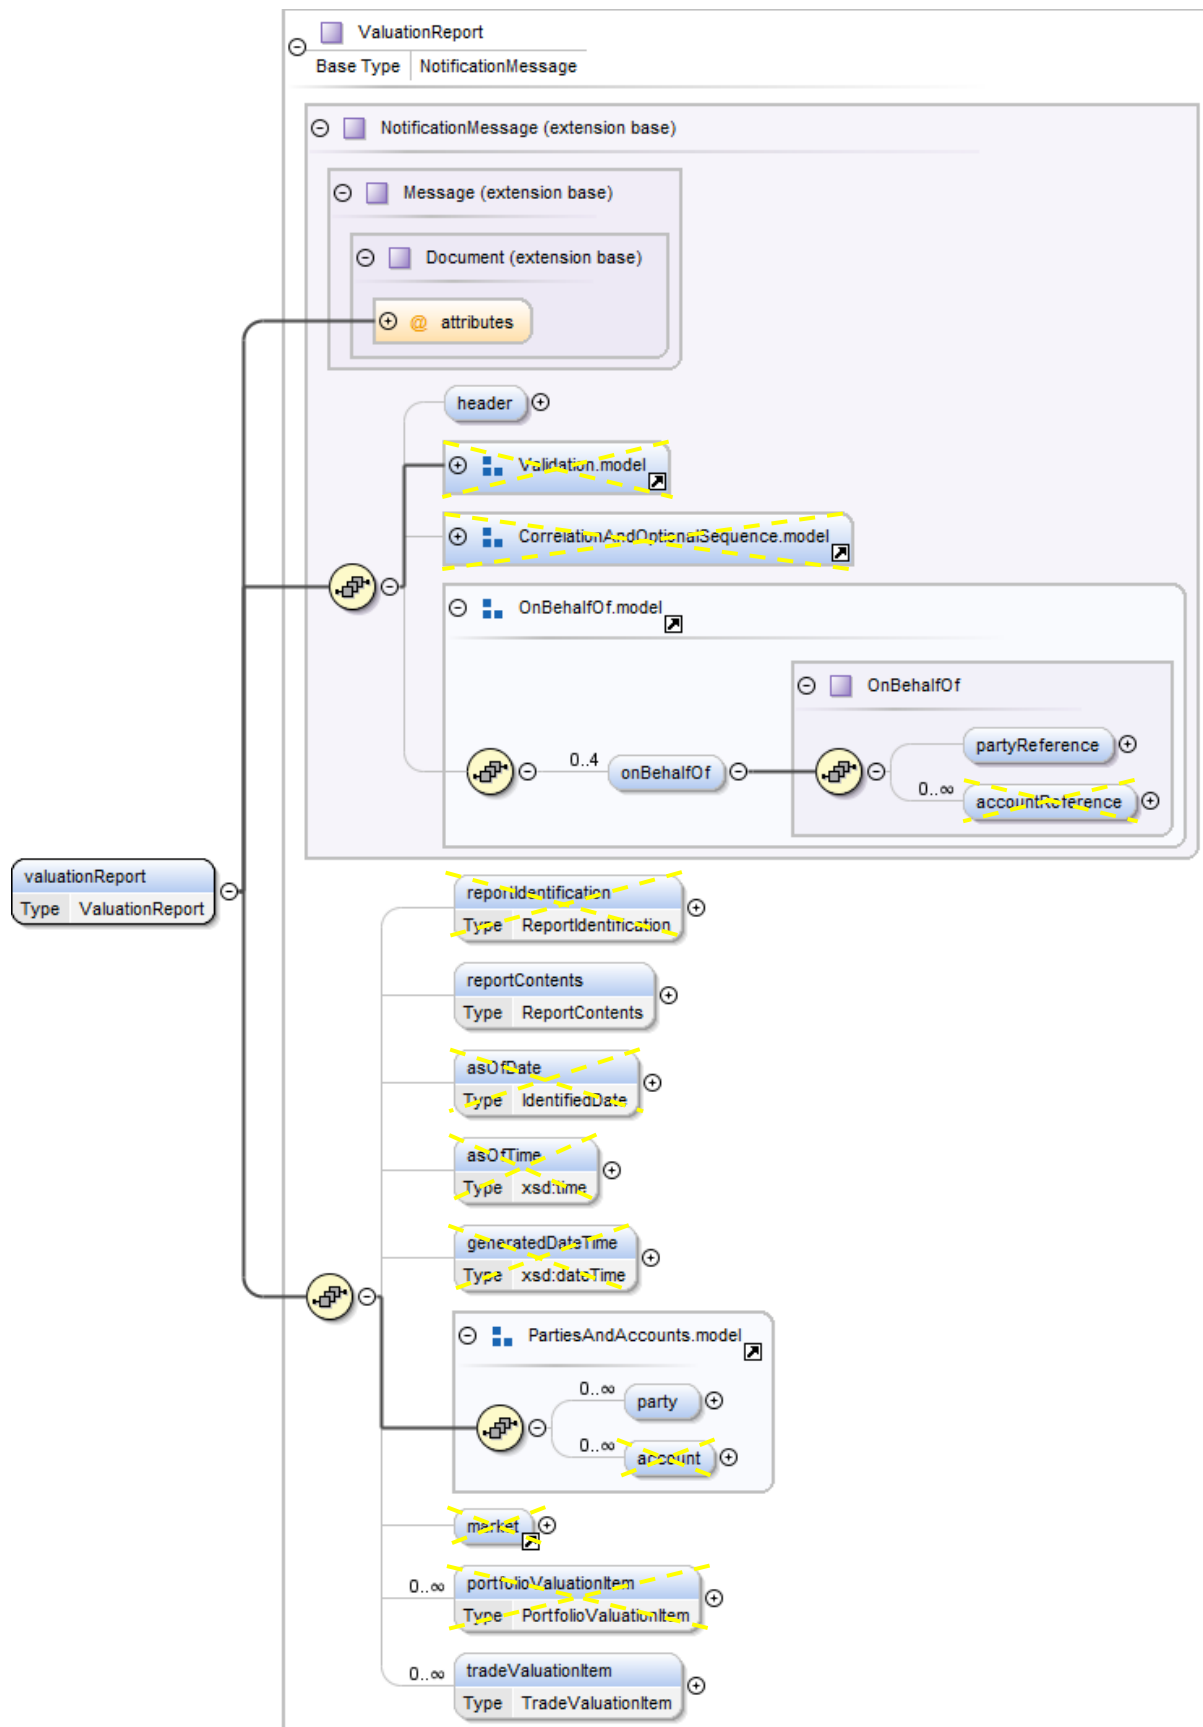 ValuationReport
Base Type NotificationMessage
NotificationMessage (extension base)
Message (extension base)
Document (extension base)
@ attributes
header
Validation.model
CorrelationAndOptionalSequence.model
OnBehalfOf.model
OnBehalfOf
partyReference
0..4 onBehalfOf
0..∞ accountReference
valuationReport
Type ValuationReport
reportIdentification
Type ReportIdentification
reportContents
Type ReportContents
asOfDate
Type IdentifiedDate
asOfTime
Type xsd:time
generatedDateTime
Type xsd:dateTime
PartiesAndAccounts.model
0..∞ party
0..∞ account
market
0..∞ portfolioValuationItem
Type PortfolioValuationItem
0..∞ tradeValuationItem
Type TradeValuationItem